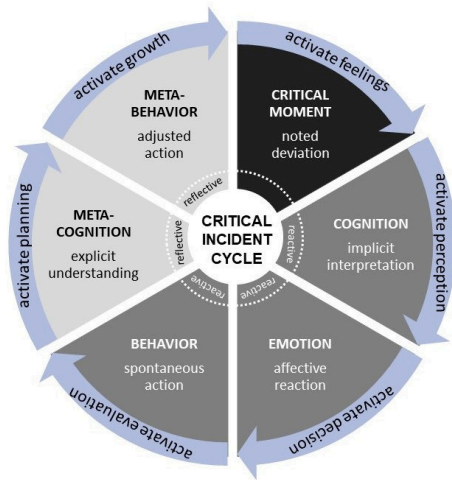 CRITICAL
INCIDENT
CYCLE
CRITICAL
MOMENT
noted
deviation
activate feelings
COGNITION
implicit
interpretation
reactive
activate perception
EMOTION
affective
reaction
reactive
activate decision
BEHAVIOR
spontaneous
action
reactive
activate evaluation
META-
COGNITION
explicit
understanding
reflective
activate planning
META-
BEHAVIOR
adjusted
action
reflective
activate growth